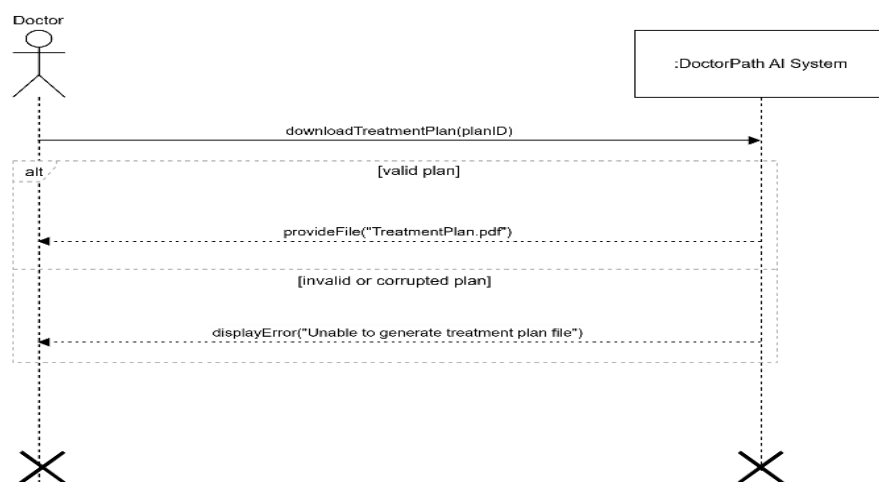 Doctor
:DoctorPath AI System
downloadTreatmentPlan(planID)
alt
[valid plan]
provideFile("TreatmentPlan.pdf")
[invalid or corrupted plan]
displayError("Unable to generate treatment plan file")